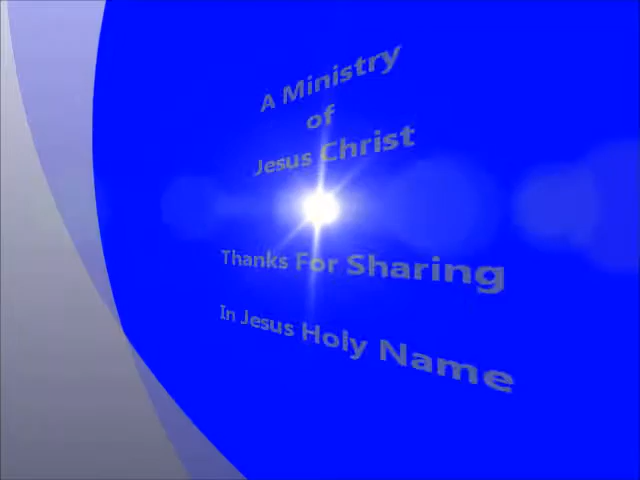 A Ministry
of
Jesus Christ
Thanks For Sharing
In Jesus Holy Name